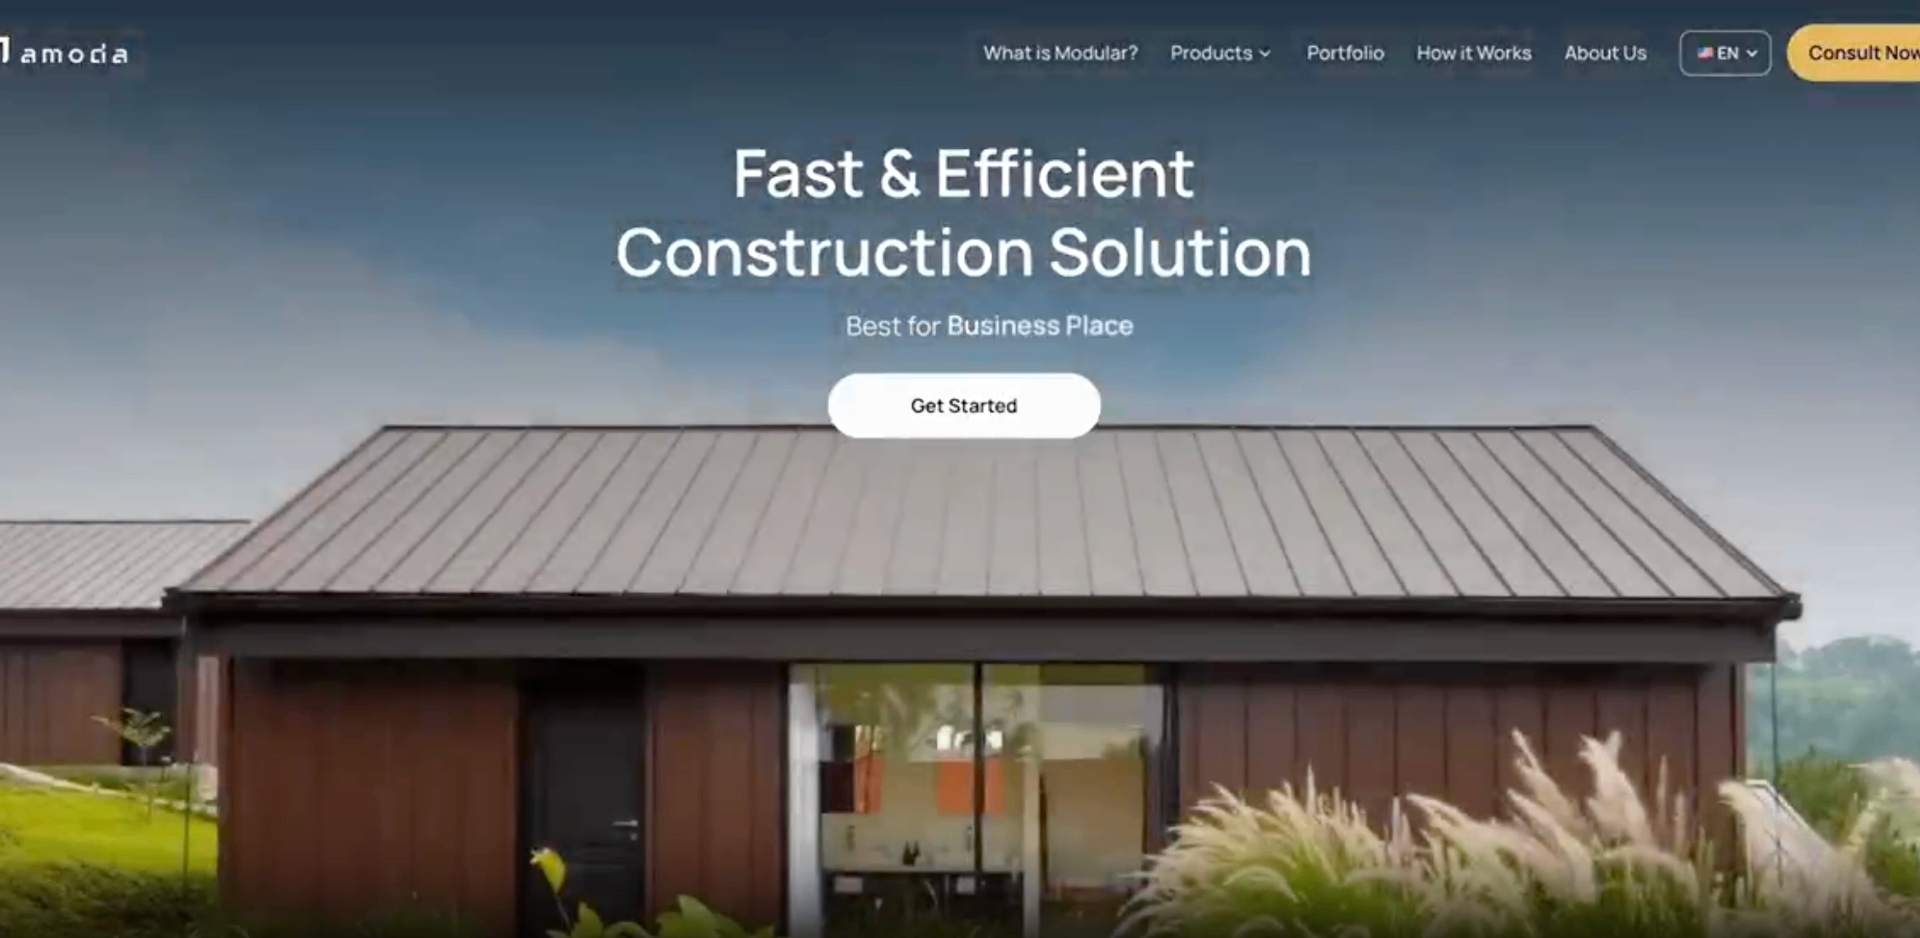 amoda
What is Modular?
Products
Portfolio
How it Works
About Us
EN
Consult Now
Fast & Efficient
Construction Solution
Best for Business Place
Get Started